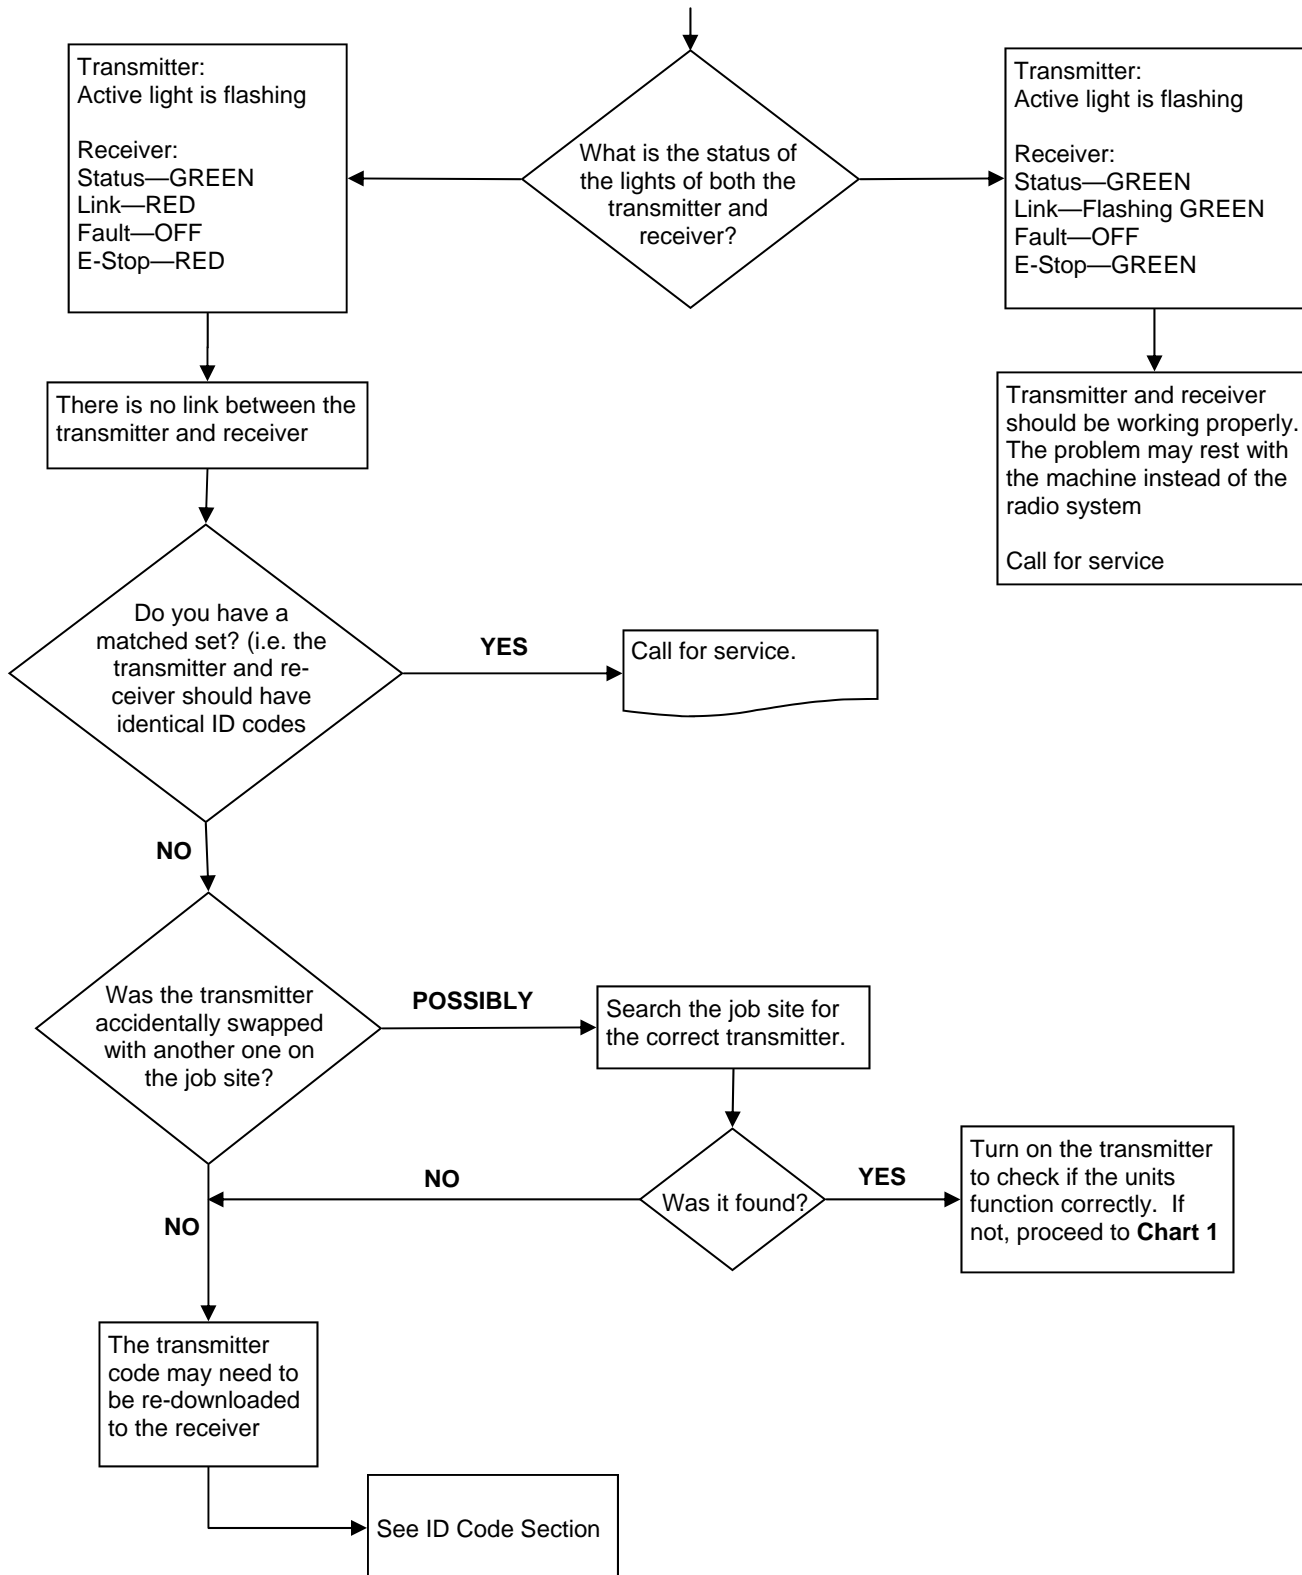 Transmitter:
Active light is flashing
Receiver:
Status—GREEN
Link—RED
Fault—OFF
E-Stop—RED
What is the status of
the lights of both the
transmitter and
receiver?
Transmitter:
Active light is flashing
Receiver:
Status—GREEN
Link—Flashing GREEN
Fault—OFF
E-Stop—GREEN
There is no link between the
transmitter and receiver
Transmitter and receiver
should be working properly.
The problem may rest with
the machine instead of the
radio system
Call for service
Do you have a
matched set? (i.e. the
transmitter and re-
ceiver should have
identical ID codes
YES
Call for service.
NO
Was the transmitter
accidentally swapped
with another one on
the job site?
POSSIBLY
Search the job site for
the correct transmitter.
Was it found?
YES
Turn on the transmitter
to check if the units
function correctly.  If
not, proceed to Chart 1
NO
NO
The transmitter
code may need to
be re-downloaded
to the receiver
See ID Code Section